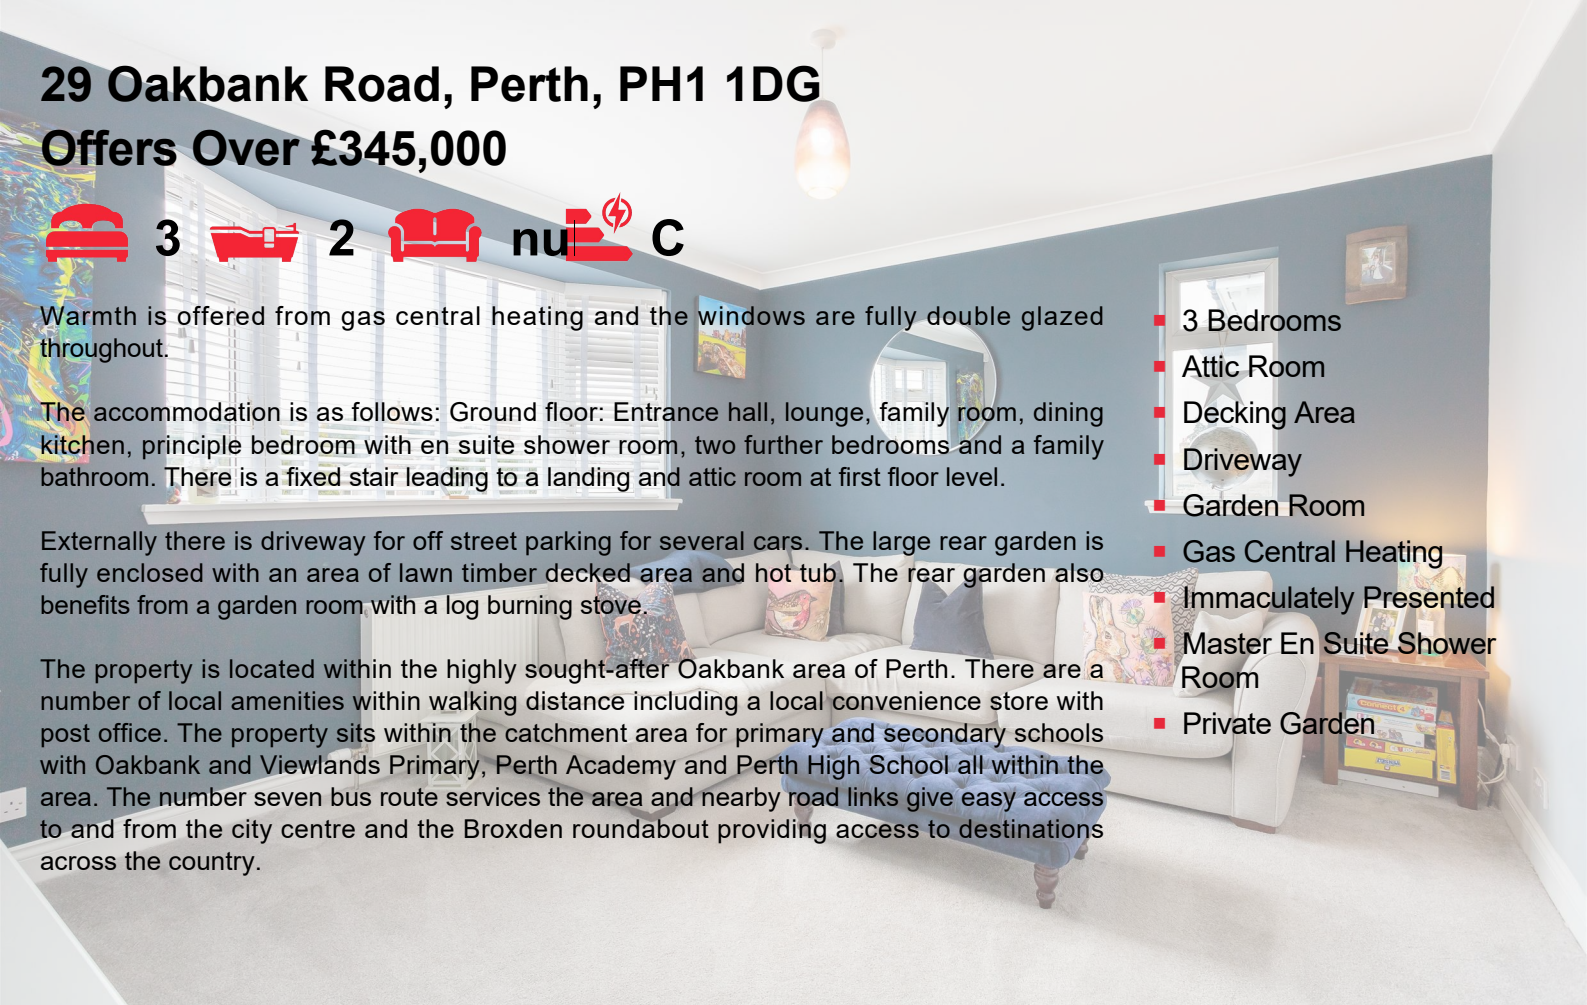 29 Oakbank Road, Perth, PH1 1DG
Offers Over £345,000
3 2 nul C
Warmth is offered from gas central heating and the windows are fully double glazed
throughout.
The accommodation is as follows: Ground floor: Entrance hall, lounge, family room, dining
kitchen, principle bedroom with en suite shower room, two further bedrooms and a family
bathroom. There is a fixed stair leading to a landing and attic room at first floor level.
Externally there is driveway for off street parking for several cars. The large rear garden is
fully enclosed with an area of lawn timber decked area and hot tub. The rear garden also
benefits from a garden room with a log burning stove.
The property is located within the highly sought-after Oakbank area of Perth. There are a
number of local amenities within walking distance including a local convenience store with
post office. The property sits within the catchment area for primary and secondary schools
with Oakbank and Viewlands Primary, Perth Academy and Perth High School all within the
area. The number seven bus route services the area and nearby road links give easy access
to and from the city centre and the Broxden roundabout providing access to destinations
across the country.
3 Bedrooms
Attic Room
Decking Area
Driveway
Garden Room
Gas Central Heating
Immaculately Presented
Master En Suite Shower
Room
Private Garden